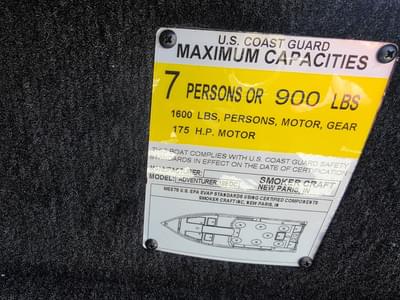 U.S. COAST GUARD
MAXIMUM CAPACITIES
7 PERSONS OR 900 LBS
1600 LBS, PERSONS, MOTOR, GEAR
175 H.P. MOTOR
THIS BOAT COMPLIES WITH U.S. COAST GUARD SAFETY
STANDARDS IN EFFECT ON THE DATE OF CERTIFICATION
MANUFACTURER: SMOKER CRAFT
MODEL: ADVENTURER NEW PARIS, IN
MEETS U.S. EPA EVAP STANDARDS USING CERTIFIED COMPONENTS
SMOKER CRAFT INC, NEW PARIS, IN